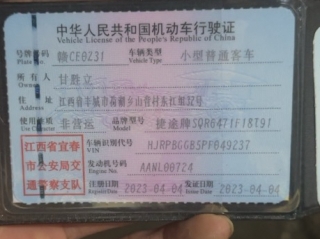 中华人民共和国机动车行驶证
Vehicle License of the People's Republic of China
号牌号码 赣CE0231 车辆类型 小型普通客车
Plate No. Vehicle Type
所有人 甘胜立
Owner
住址 江西省丰城市荷湖乡山背村东江组32号
Address
使用性质 非营运 品牌型号 捷途牌SQR6471F18T91
Use Character Model
江西省宜春
市公安局交
通警察支队
车辆识别代号 HJRPBGGB5PF649237
VIN
发动机号码 AANL00724
Engine No.
注册日期 2023-04-04 发证日期 2023-04-04
Register Date Issue Date